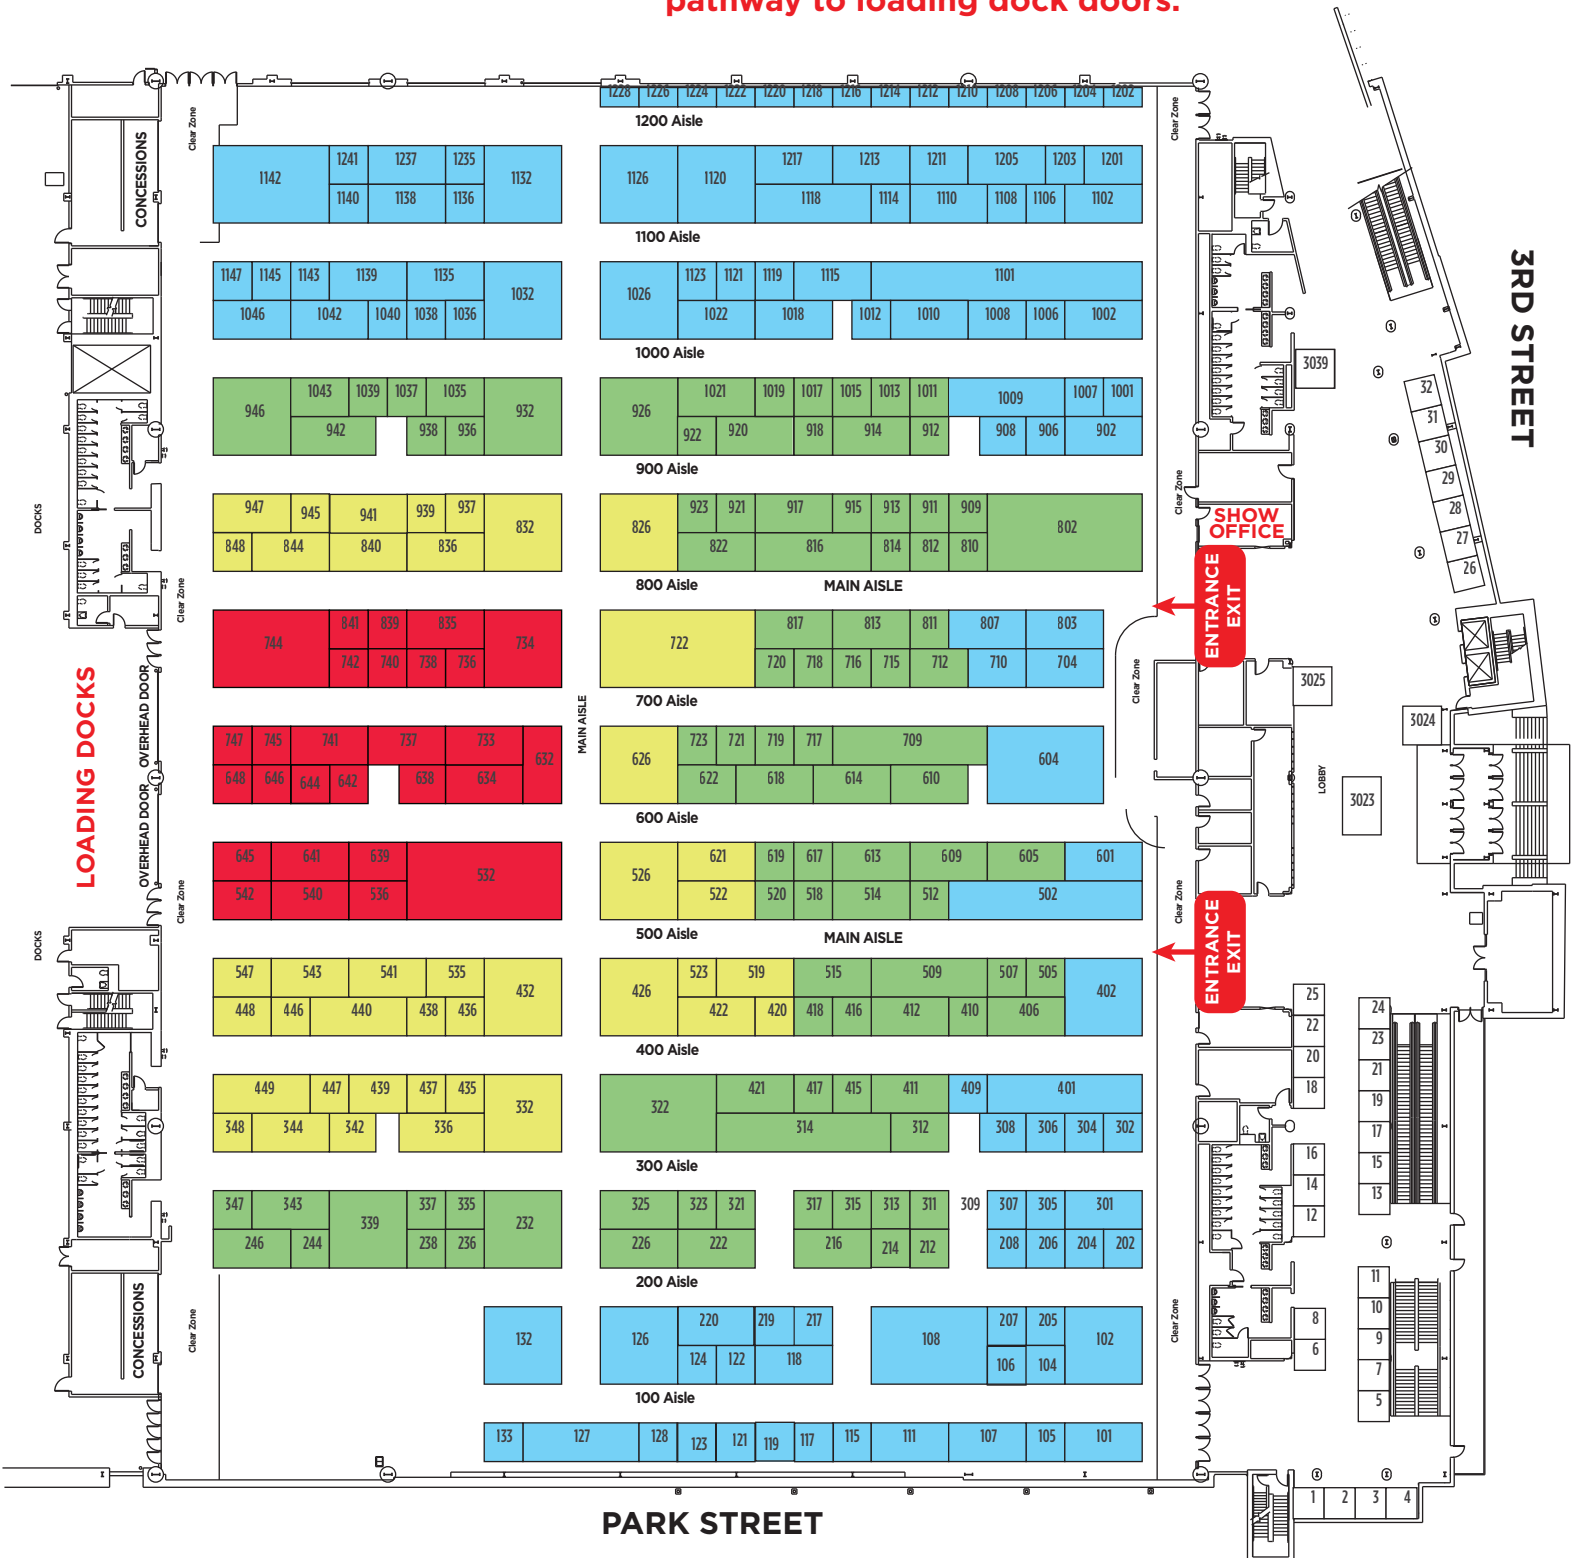 pathway to loading dock doors.
1228 1226 1224 1222 1220 1218 1216 1214 1212 1210 1208 1206 1204 1202
Clear Zone
Clear Zone
1200 Aisle
CONCESSIONS
1241 1237 1235 1217 1213 1211 1205 1203 1201
1142 1132 1126 1120
1140 1138 1136 1118 1114 1110 1108 1106 1102
1100 Aisle
3RD STREET
1147 1145 1143 1139 1135 1123 1121 1119 1115 1101
1032 1026
1046 1042 1040 1038 1036 1022 1018 1012 1010 1008 1006 1002
1000 Aisle
3039
1043 1039 1037 1035 1021 1019 1017 1015 1013 1011 1009 1007 1001
946 932 926
942 938 936 922 920 918 914 912 908 906 902
900 Aisle
32
31
30
29
28
27
26
Clear Zone
DOCKS
947 945 941 939 937 923 921 917 915 913 911 909
832 826 802
848 844 840 836 822 816 814 812 810
SHOW
OFFICE
800 Aisle MAIN AISLE
Clear Zone
ENTRANCE
EXIT
841 839 835 817 813 811 807 803
744 734 722
742 740 738 736 720 718 716 715 712 710 704
700 Aisle
Clear Zone
3025
3024
LOADING DOCKS
OVERHEAD DOOR
OVERHEAD DOOR
MAIN AISLE
747 745 741 737 733 723 721 719 717 709
632 626 604
648 646 644 642 638 634 622 618 614 610
600 Aisle
LOBBY
3023
645 641 639 621 619 617 613 609 605 601
532 526
542 540 536 522 520 518 514 512 502
500 Aisle MAIN AISLE
Clear Zone
Clear Zone
ENTRANCE
EXIT
DOCKS
547 543 541 535 523 519 515 509 507 505
432 426 402
448 446 440 438 436 422 420 418 416 412 410 406
400 Aisle
25
22
20
18
24
23
21
19
17
15
13
449 447 439 437 435 421 417 415 411 409 401
332 322
348 344 342 336 314 312 308 306 304 302
300 Aisle
16
14
12
347 343 337 335 325 323 321 317 315 313 311 309 307 305 301
339 232
246 244 238 236 226 222 216 214 212 208 206 204 202
200 Aisle
CONCESSIONS
Clear Zone
Clear Zone
220 219 217 207 205
132 126 108 102
124 122 118 106 104
100 Aisle
8
6
11
10
9
7
5
133 127 128 123 121 119 117 115 111 107 105 101
1 2 3 4
PARK STREET